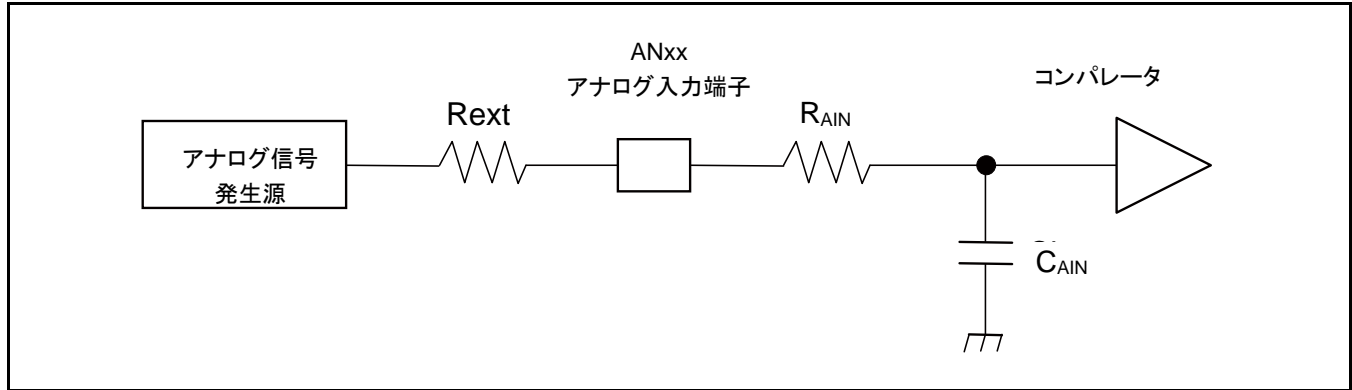 ANxx
アナログ入力端子
コンパレータ
Rext
RAIN
アナログ信号
発生源
CAIN